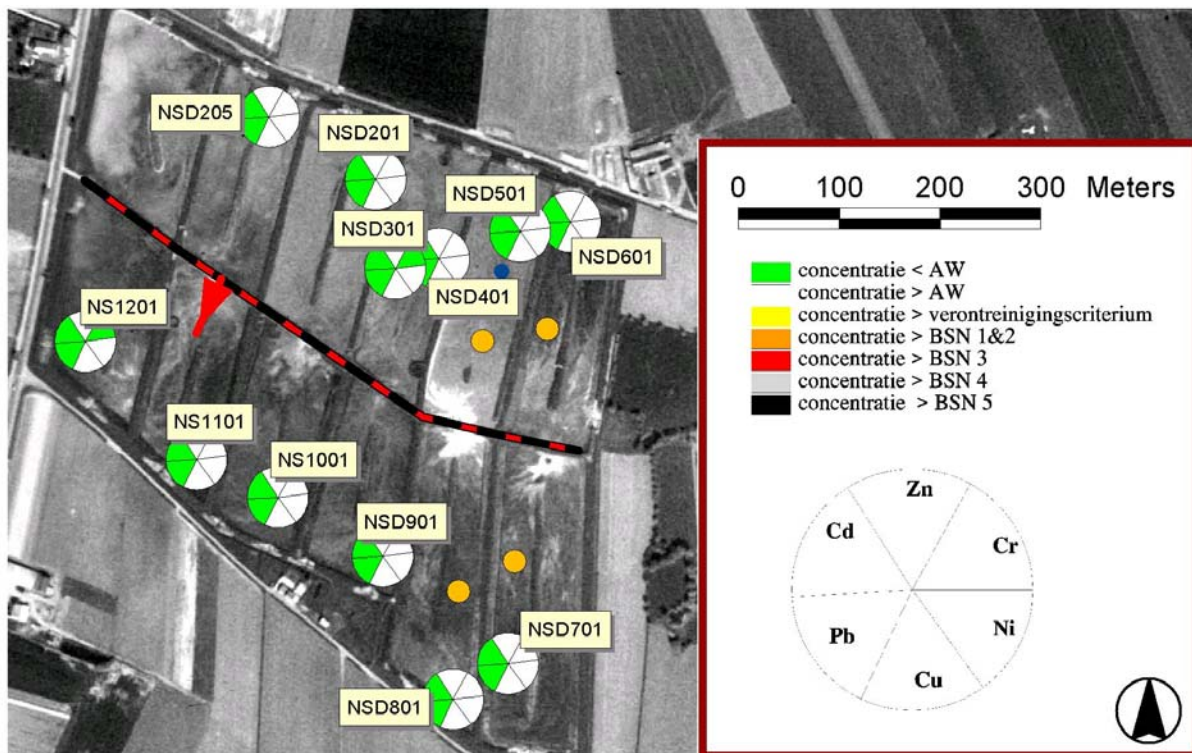 NSD205
NSD201
NSD501
NSD301
NSD601
NSD401
NS1201
NS1101
NS1001
NSD901
NSD701
NSD801
0 100 200 300 Meters
concentratie < AW
concentratie > AW
concentratie > verontreinigingscriterium
concentratie > BSN 1&2
concentratie > BSN 3
concentratie > BSN 4
concentratie > BSN 5
Zn
Cd
Cr
Pb
Ni
Cu